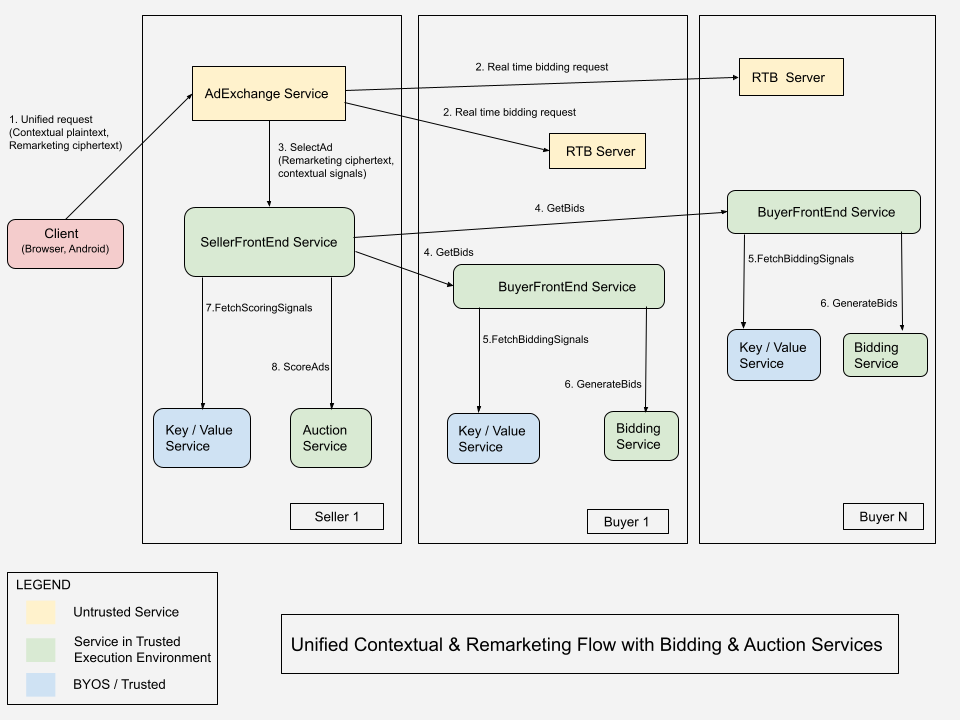 1. Unified request
(Contextual plaintext,
Remarketing ciphertext)
Client
(Browser, Android)
AdExchange Service
2. Real time bidding request
2. Real time bidding request
RTB Server
RTB Server
3. SelectAd
(Remarketing ciphertext,
contextual signals)
SellerFrontEnd Service
4. GetBids
4. GetBids
BuyerFrontEnd Service
BuyerFrontEnd Service
7.FetchScoringSignals
8. ScoreAds
Key / Value
Service
Auction
Service
Seller 1
5.FetchBiddingSignals
6. GenerateBids
Key / Value
Service
Bidding
Service
Buyer 1
5.FetchBiddingSignals
6. GenerateBids
Key / Value
Service
Bidding
Service
Buyer N
LEGEND
Untrusted Service
Service in Trusted
Execution Environment
BYOS / Trusted
Unified Contextual & Remarketing Flow with Bidding & Auction Services